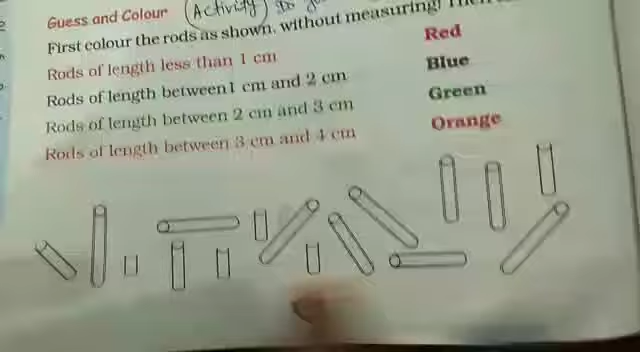 Guess and Colour (Activity) to
First colour the rods as shown, without measuring!
Rods of length less than 1 cm Red
Rods of length between 1 cm and 2 cm Blue
Rods of length between 2 cm and 3 cm Green
Rods of length between 3 cm and 4 cm Orange